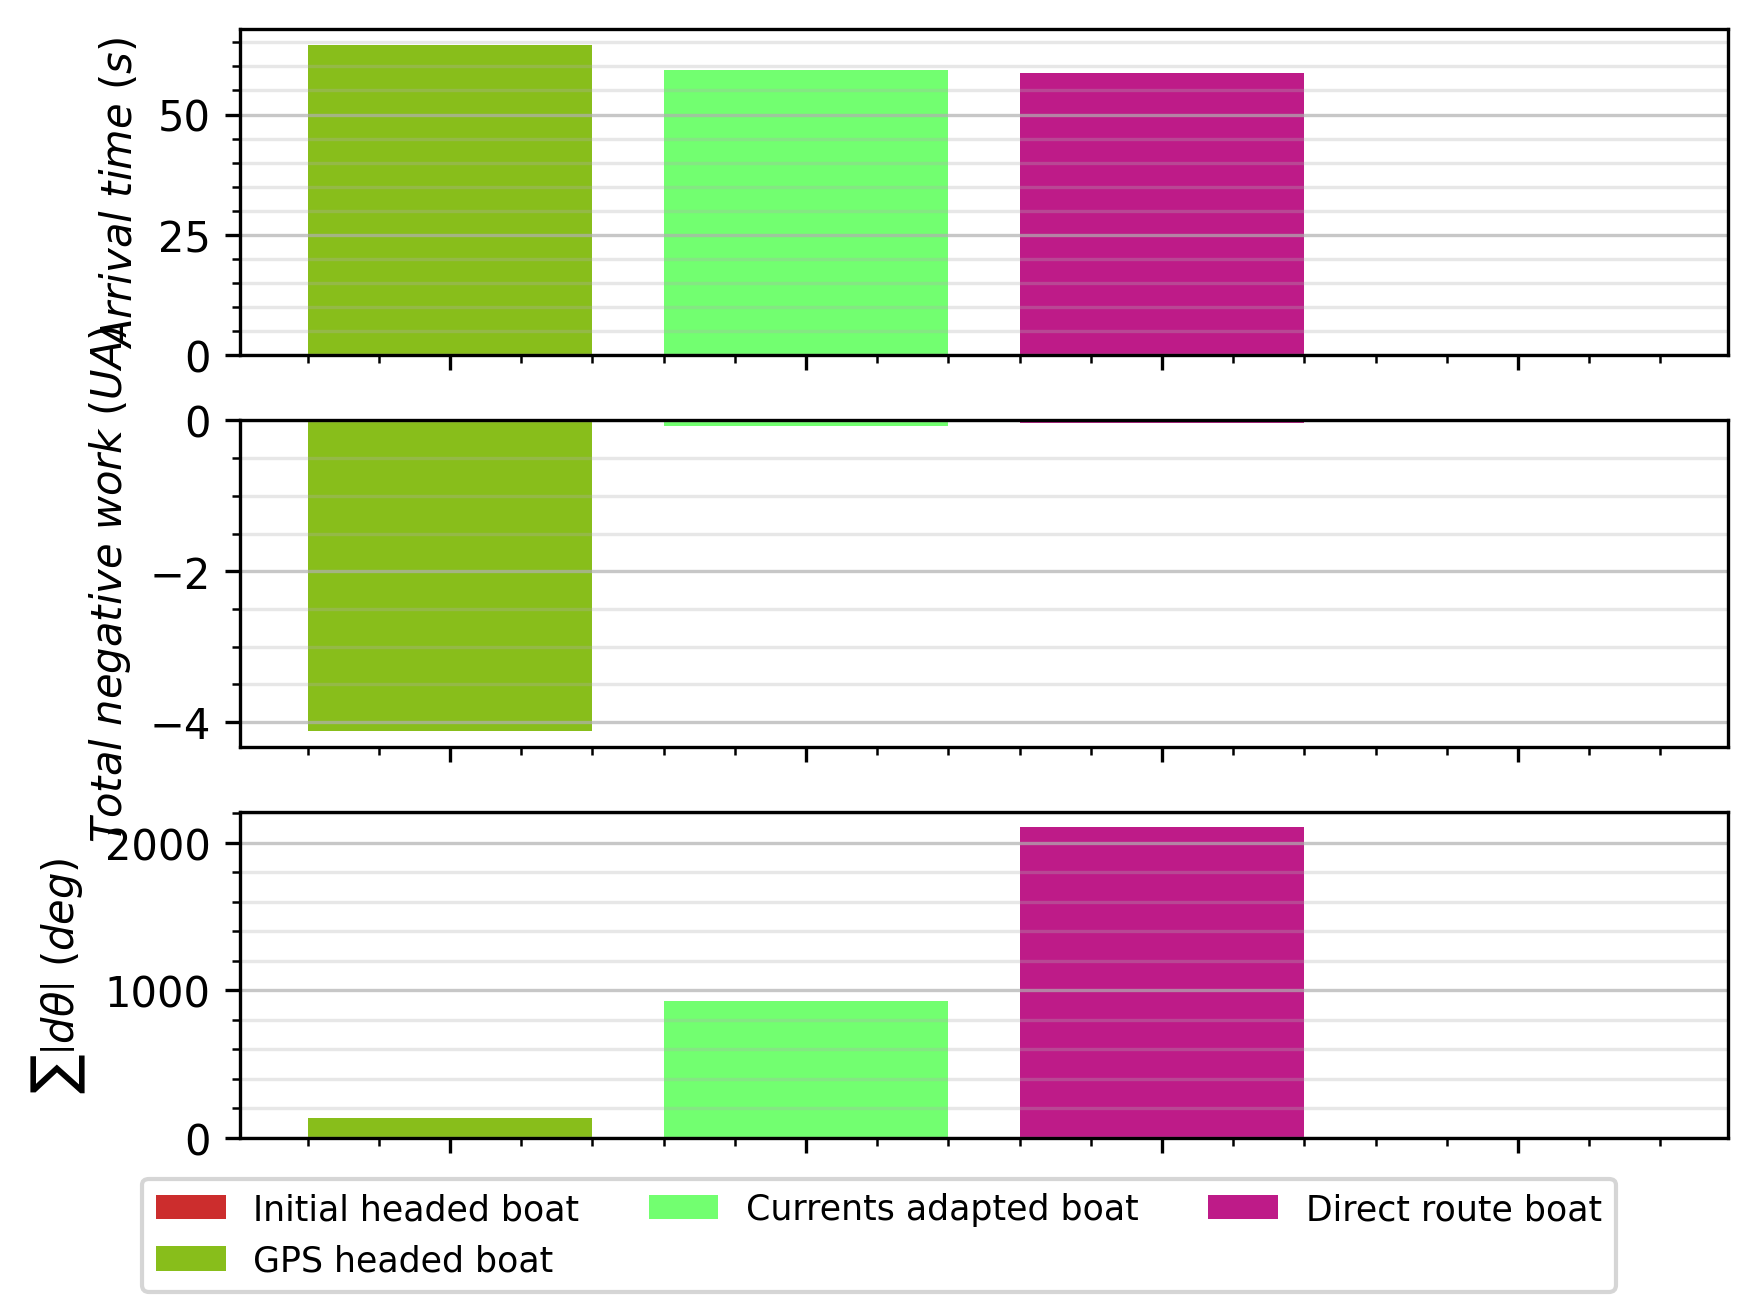 Arrival time (s)
50
25
0
Total negative work (UA)
0
−2
−4
∑|dθ| (deg)
2000
1000
0
Initial headed boat
GPS headed boat
Currents adapted boat
Direct route boat